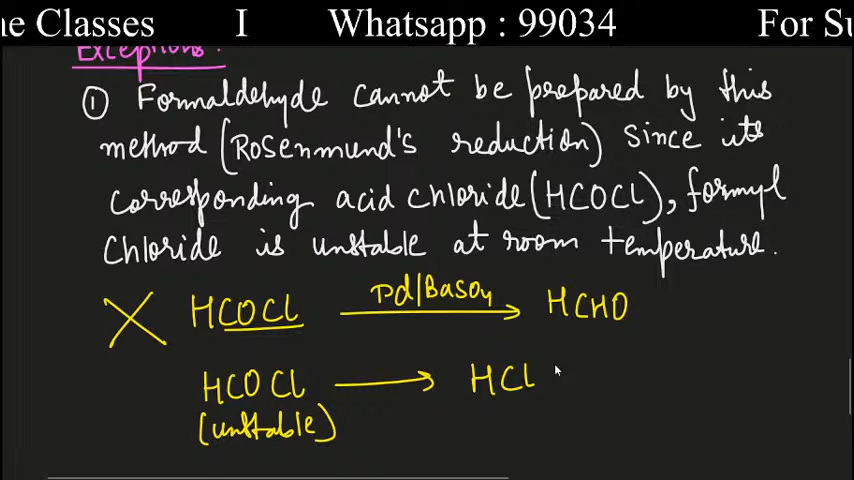 ne Classes I Whatsapp : 99034 For Su
Exceptions :
① Formaldehyde cannot be prepared by this
method (Rosenmund's reduction) since its
corresponding acid chloride (HCOCl), formyl
chloride is unstable at room temperature.
HCOCl Pd/BaSO4 → HCHO
HCOCl → HCl
(unstable)